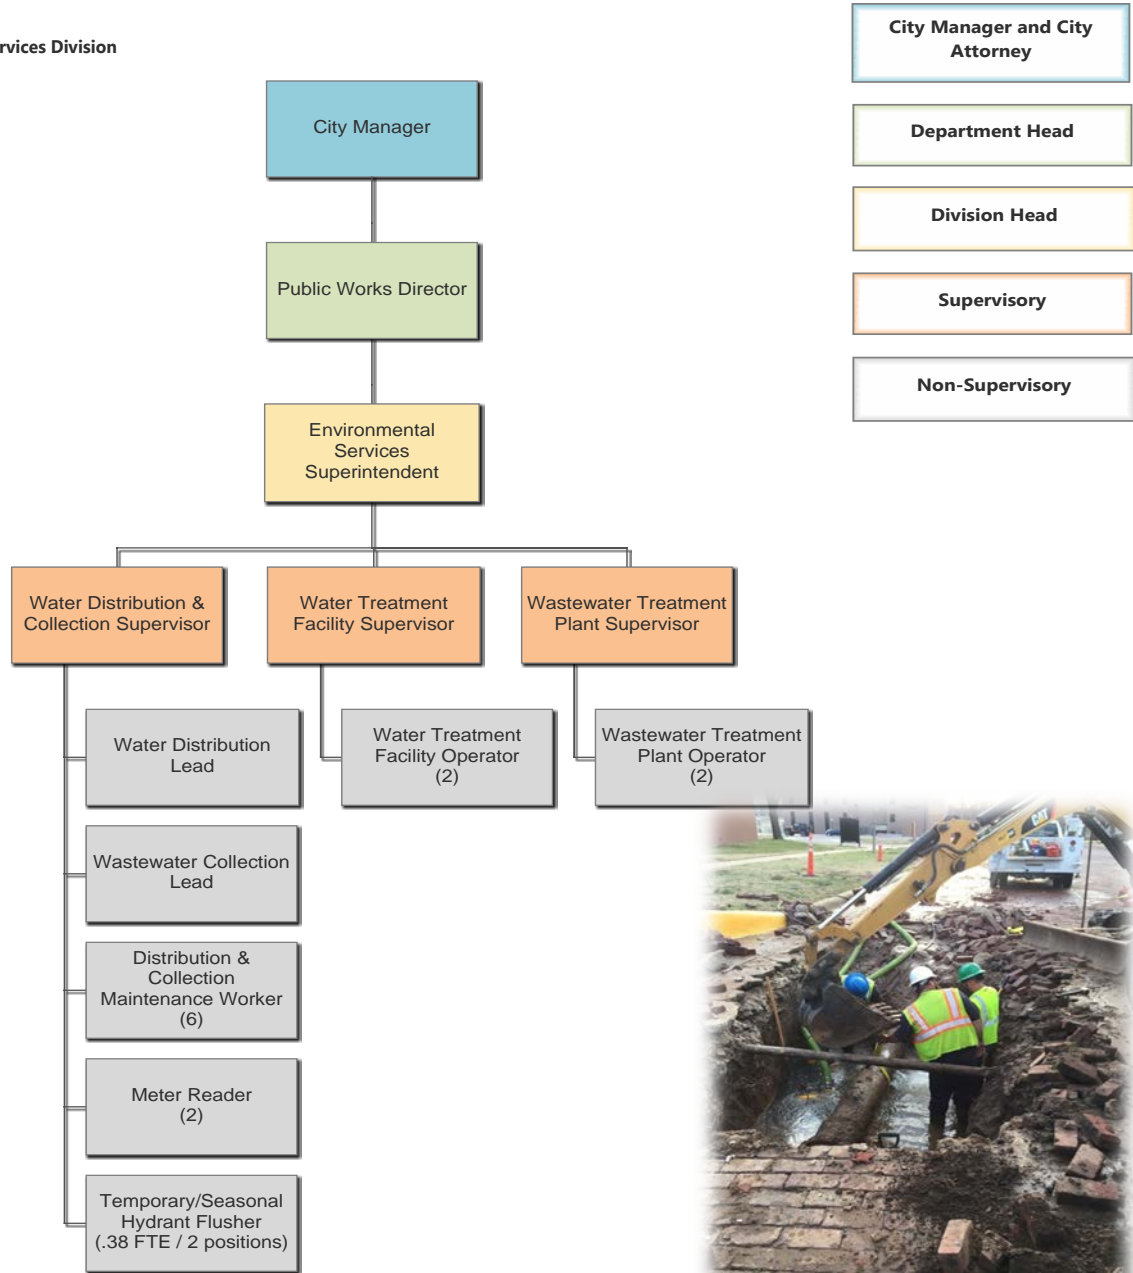 rvices Division
City Manager and City
Attorney
Department Head
Division Head
Supervisory
Non-Supervisory
City Manager
Public Works Director
Environmental
Services
Superintendent
Water Distribution &
Collection Supervisor
Water Treatment
Facility Supervisor
Wastewater Treatment
Plant Supervisor
Water Distribution
Lead
Water Treatment
Facility Operator
(2)
Wastewater Treatment
Plant Operator
(2)
Wastewater Collection
Lead
Distribution &
Collection
Maintenance Worker
(6)
Meter Reader
(2)
Temporary/Seasonal
Hydrant Flusher
(.38 FTE / 2 positions)
CAT